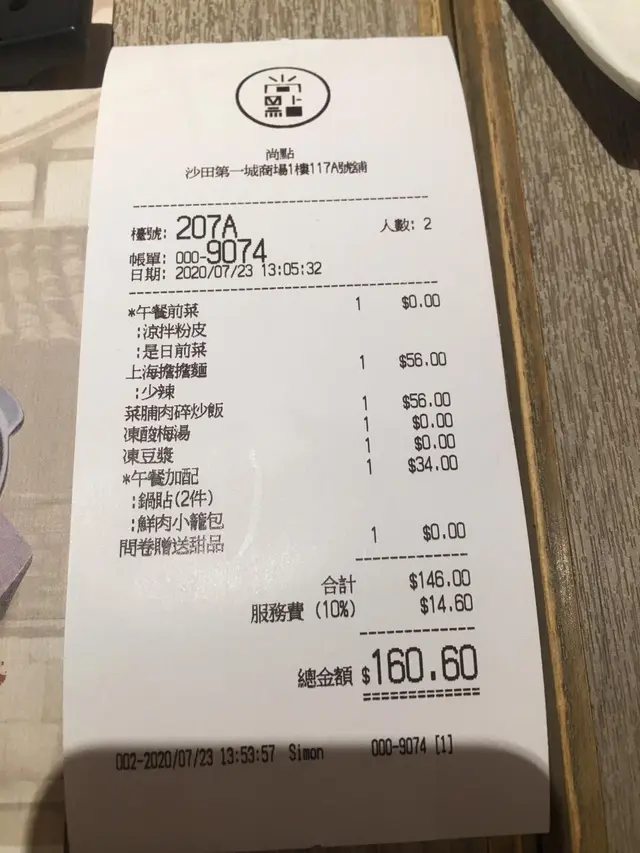 尚點
尚點
沙田第一城商場1樓117A號舖
檯號: 207A 人數: 2
帳單: 000-9074
日期: 2020/07/23 13:05:32
*午餐前菜 1 $0.00
:涼拌粉皮
:是日前菜
上海擔擔麵 1 $56.00
:少辣
菜脯肉碎炒飯 1 $56.00
凍酸梅湯 1 $0.00
凍豆漿 1 $0.00
*午餐加配 1 $34.00
:鍋貼(2件)
:鮮肉小籠包
問卷贈送甜品 1 $0.00
合計 $146.00
服務費 (10%) $14.60
總金額 $160.60
002-2020/07/23 13:53:57 Simon 000-9074 [1]